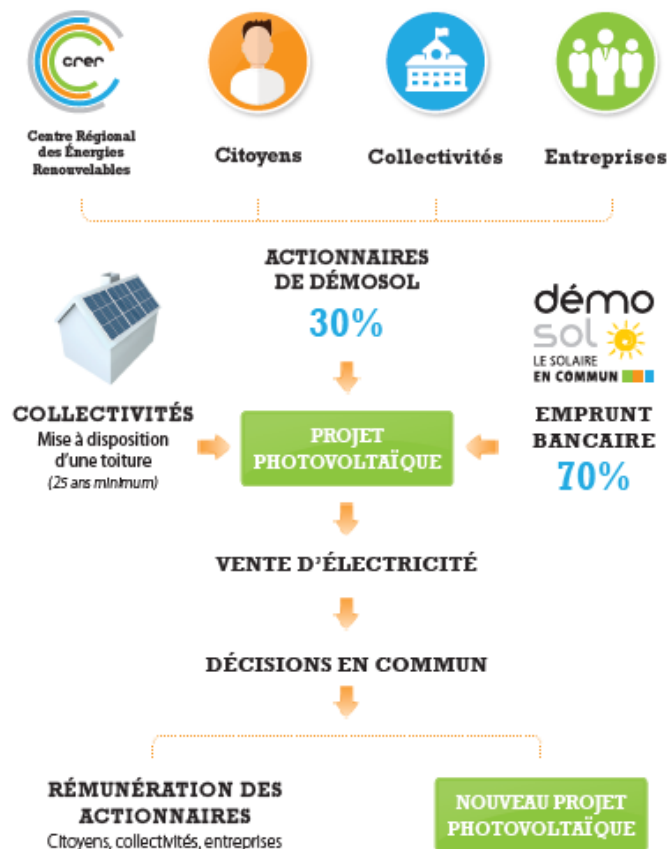 crer
Centre Régional
des Énergies
Renouvelables
Citoyens
Collectivités
Entreprises
ACTIONNAIRES
DE DÉMOSOL
30%
démo
sol
LE SOLAIRE
EN COMMUN
COLLECTIVITÉS
Mise à disposition
d'une toiture
(25 ans minimum)
PROJET
PHOTOVOLTAÏQUE
EMPRUNT
BANCAIRE
70%
VENTE D'ÉLECTRICITÉ
DÉCISIONS EN COMMUN
RÉMUNÉRATION DES
ACTIONNAIRES
Citoyens, collectivités, entreprises
NOUVEAU PROJET
PHOTOVOLTAÏQUE